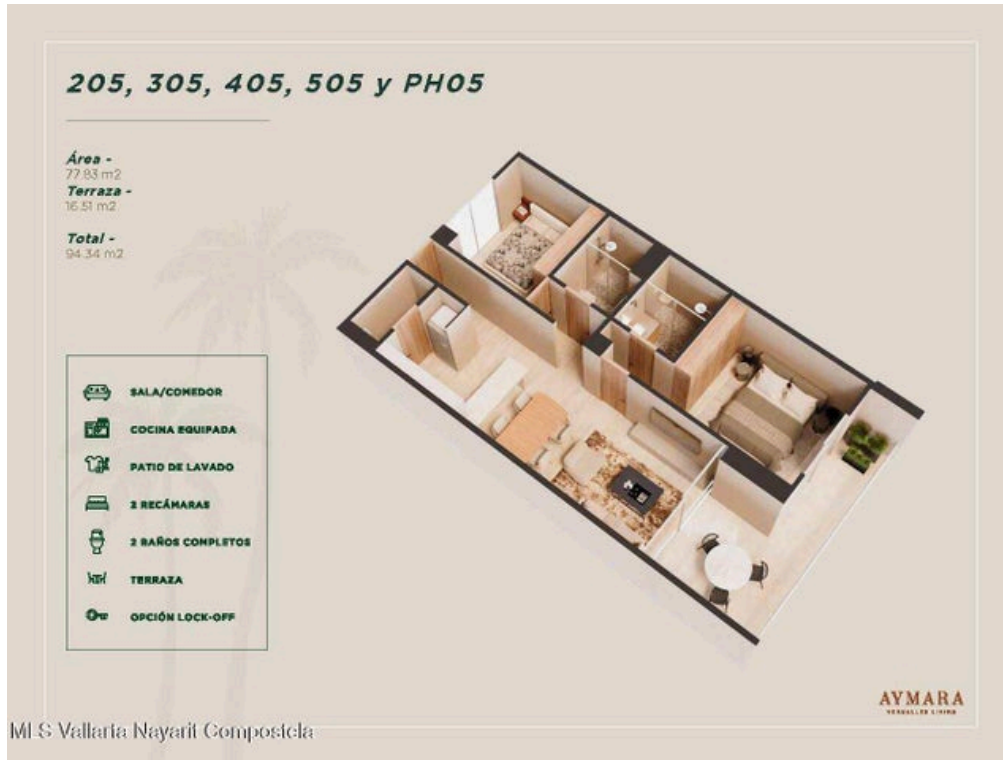 205, 305, 405, 505 y PH05
Área -
77.83 m2
Terraza -
16.51 m2
Total -
94.34 m2
SALA/COMEDOR
COCINA EQUIPADA
PATIO DE LAVADO
2 RECÁMARAS
2 BAÑOS COMPLETOS
TERRAZA
OPCIÓN LOCK-OFF
AYMARA
VERSALLES LIVING
MLS Vallarta Nayarit Compostela